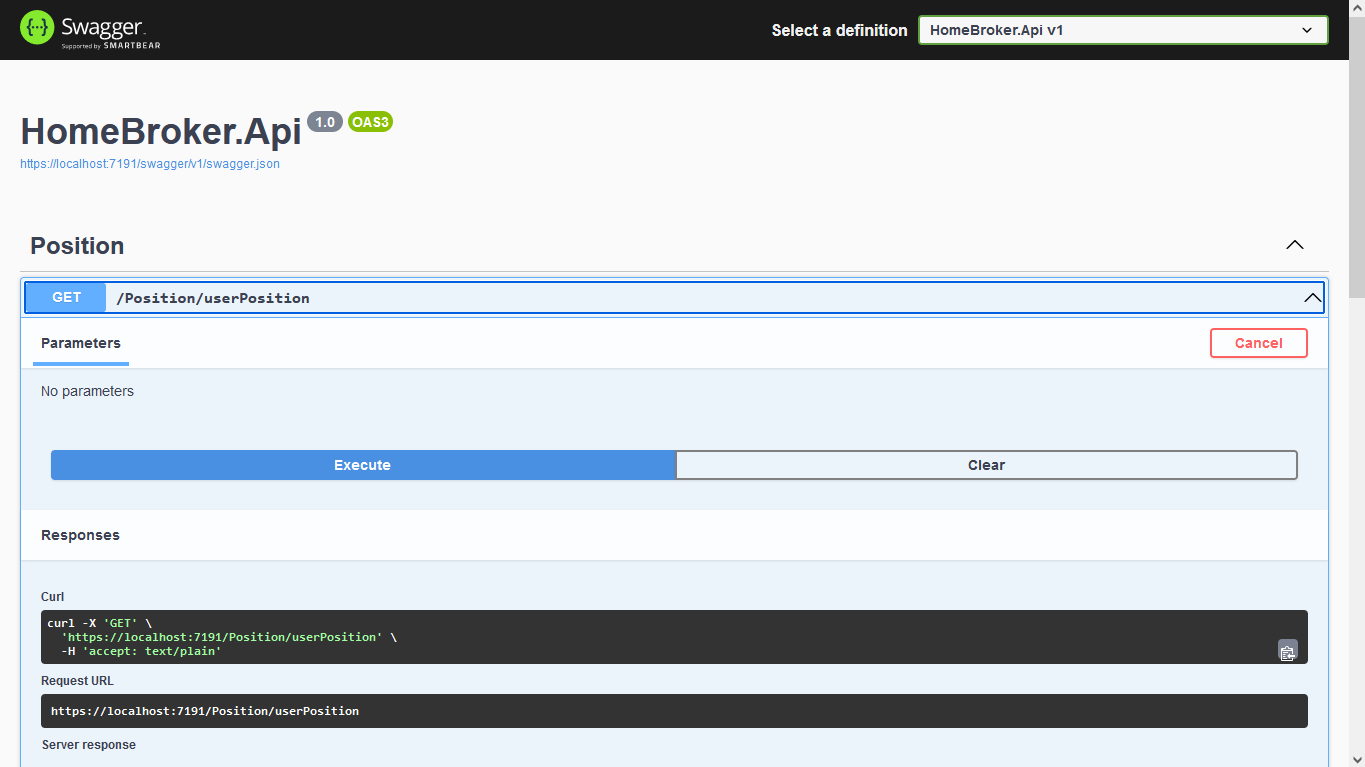 Swagger.
Supported by SMARTBEAR
Select a definition
HomeBroker.Api v1
HomeBroker.Api 1.0 OAS3
https://localhost:7191/swagger/v1/swagger.json
Position
GET /Position/userPosition
Parameters
Cancel
No parameters
Execute
Clear
Responses
Curl
curl -X 'GET' \
'https://localhost:7191/Position/userPosition' \
-H 'accept: text/plain'
Request URL
https://localhost:7191/Position/userPosition
Server response